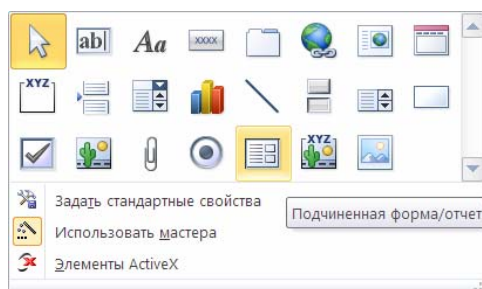 ab|
Aa
XXXX
XYZ
XYZ
Задать стандартные свойства
Подчиненная форма/отчет
Использовать мастера
Элементы ActiveX